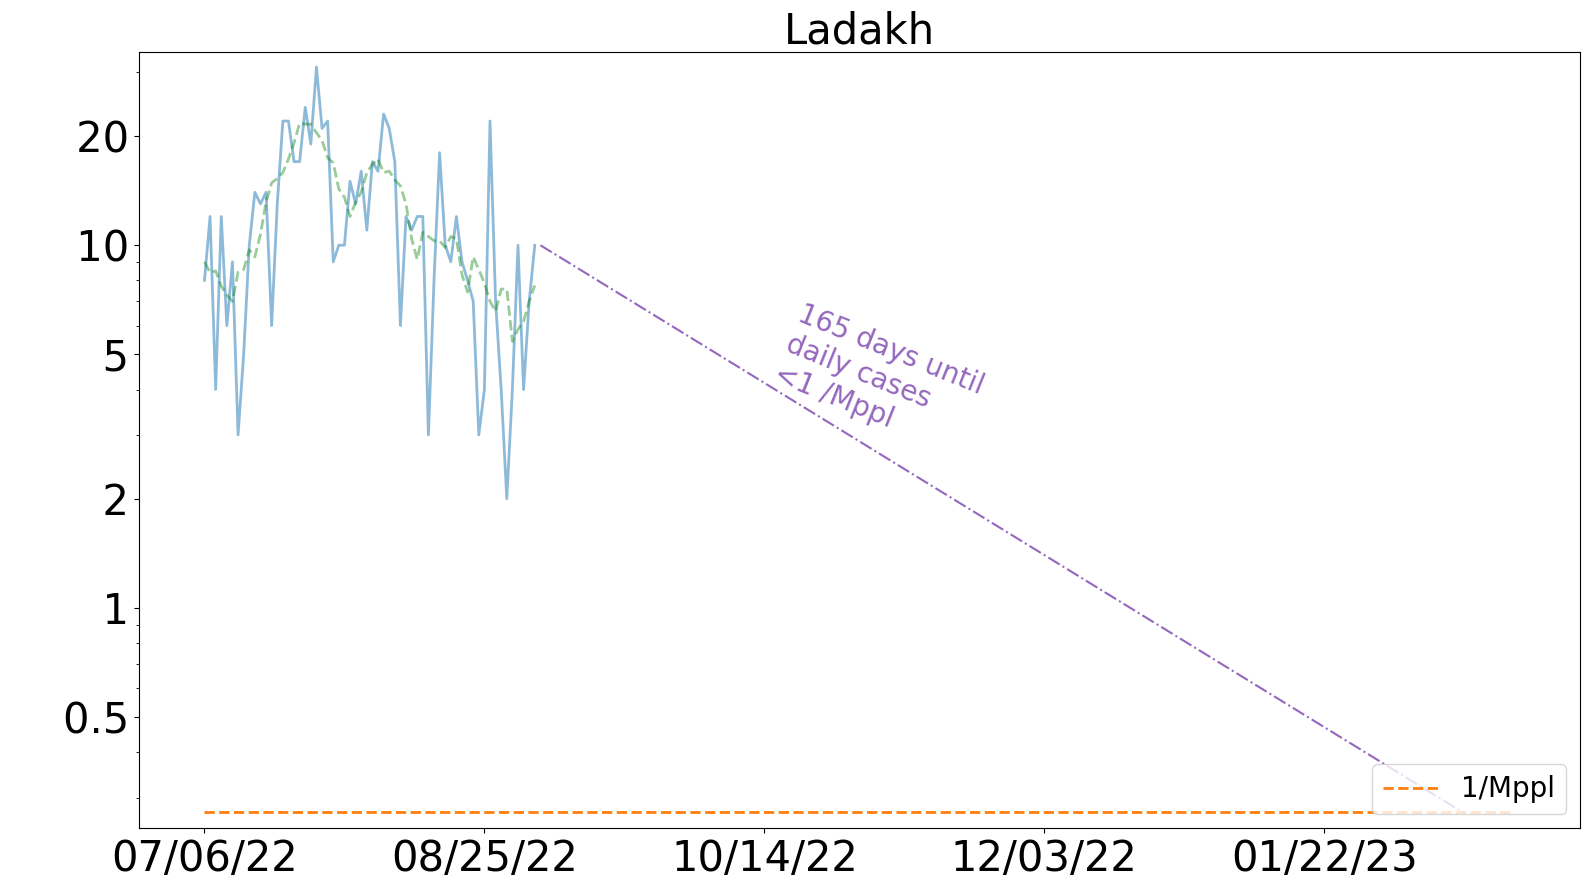 Ladakh
20
10
5
2
1
0.5
165 days until
daily cases
<1 /Mppl
1/Mppl
07/06/22
08/25/22
10/14/22
12/03/22
01/22/23